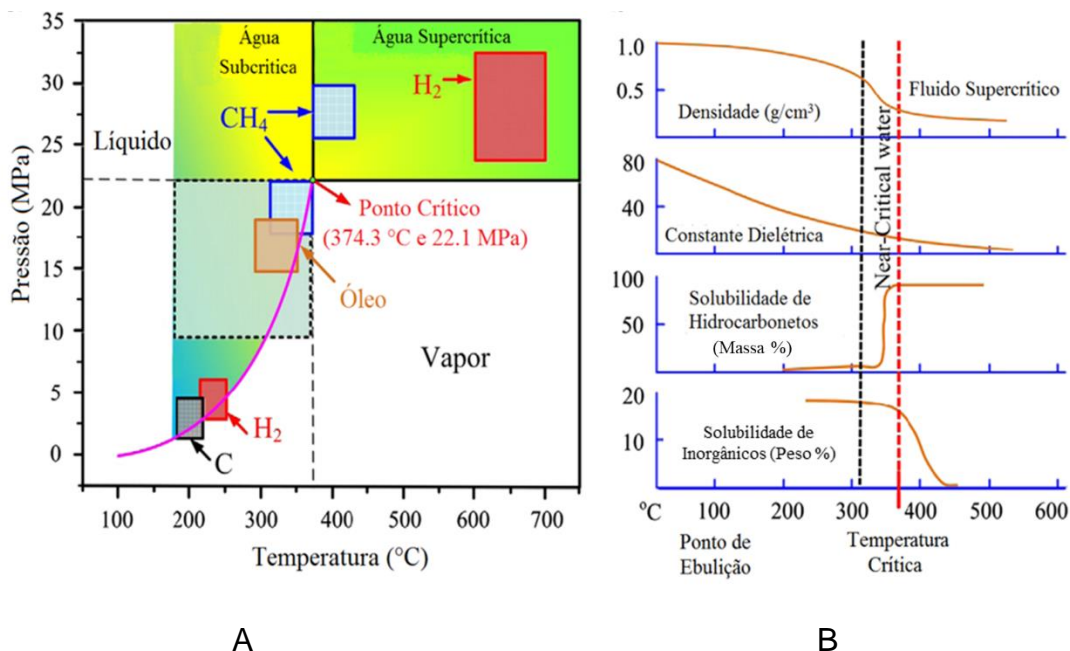 35
30
25
20
15
10
5
0
Pressão (MPa)
100
200
300
400
500
600
700
Temperatura (°C)
Água
Subcritica
Água Supercrítica
H₂
CH₄
Líquido
Ponto Crítico
(374.3 °C e 22.1 MPa)
Óleo
Vapor
H₂
C
A
1.0
0.5
Densidade (g/cm³)
Fluido Supercrítico
Near-Critical water
80
40
Constante Dielétrica
100
50
Solubilidade de
Hidrocarbonetos
(Massa %)
20
10
Solubilidade de
Inorgânicos (Peso %)
°C
100
200
300
400
500
600
Ponto de
Ebulição
Temperatura
Crítica
B